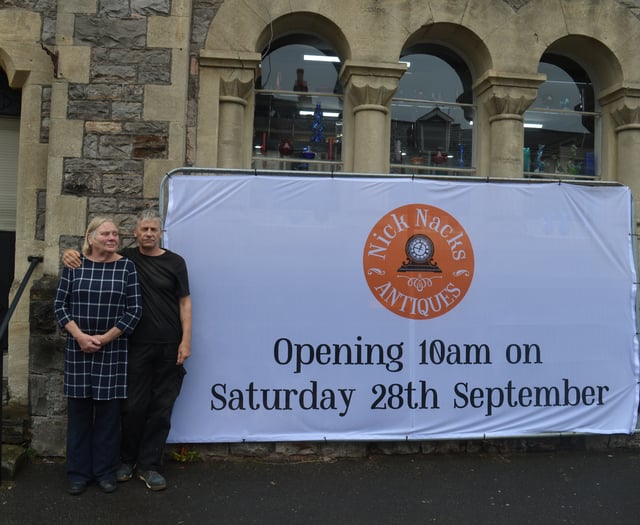 Nick Nacks
ANTIQUES
Opening 10am on
Saturday 28th September